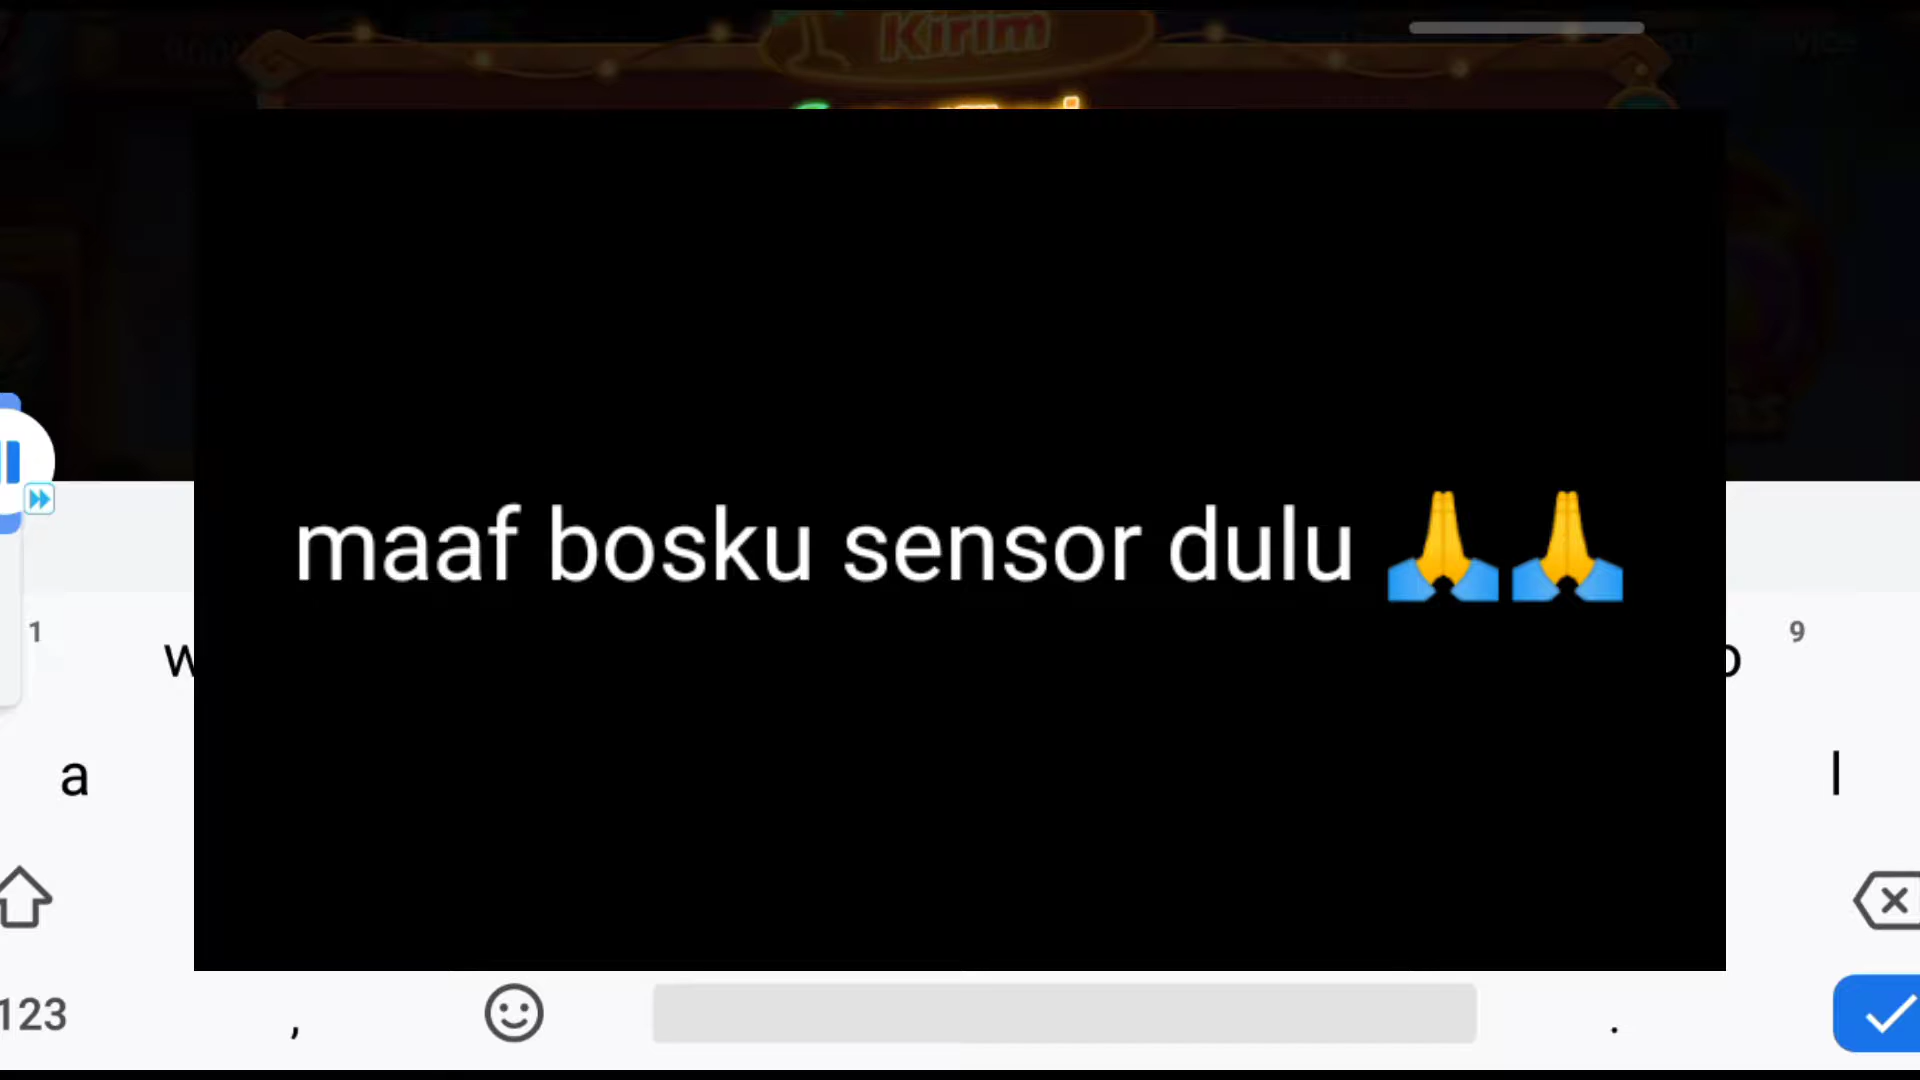 Kirim
maaf bosku sensor dulu 🙏🙏
1
9
w
a
l
123
,
.